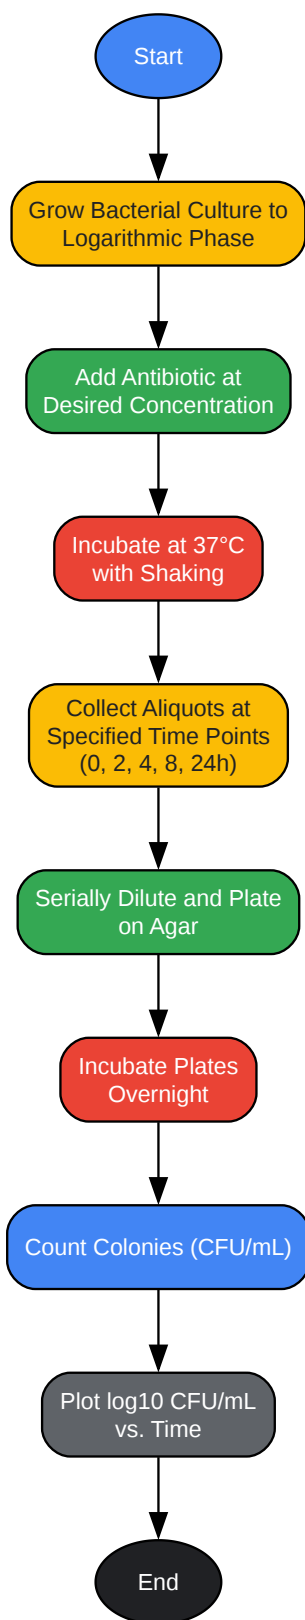 Start
Grow Bacterial Culture to
Logarithmic Phase
Add Antibiotic at
Desired Concentration
Incubate at 37°C
with Shaking
Collect Aliquots at
Specified Time Points
(0, 2, 4, 8, 24h)
Serially Dilute and Plate
on Agar
Incubate Plates
Overnight
Count Colonies (CFU/mL)
Plot log10 CFU/mL
vs. Time
End